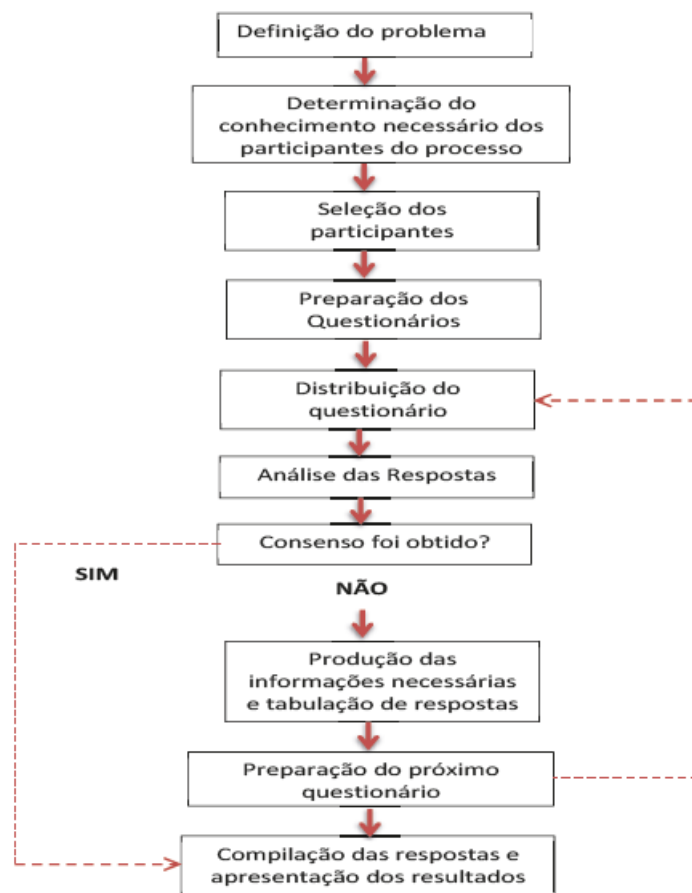 Definição do problema
Determinação do
conhecimento necessário dos
participantes do processo
Seleção dos
participantes
Preparação dos
Questionários
Distribuição do
questionário
Análise das Respostas
Consenso foi obtido?
SIM
NÃO
Produção das
informações necessárias
e tabulação de respostas
Preparação do próximo
questionário
Compilação das respostas e
apresentação dos resultados